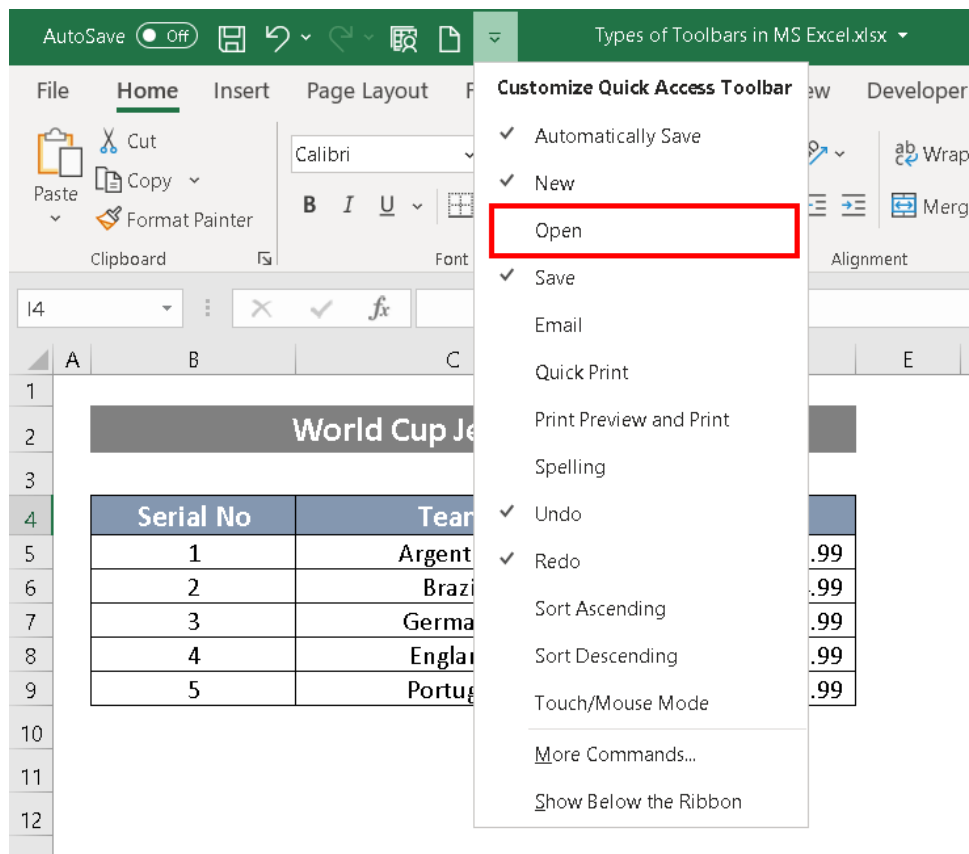 AutoSave Off Types of Toolbars in MS Excel.xlsx
File Home Insert Page Layout Developer
Customize Quick Access Toolbar
Automatically Save
New
Open
Save
Email
Quick Print
Print Preview and Print
Spelling
Undo
Redo
Sort Ascending
Sort Descending
Touch/Mouse Mode
More Commands...
Show Below the Ribbon
Paste
Cut
Copy
Format Painter
Clipboard
Calibri
B I U
Font
ab
c
Wrap
Merg
Alignment
I4 fx
A B C E
1
2 World Cup Je
3
4 Serial No Tear
5 1 Argent .99
6 2 Brazi .99
7 3 Germa .99
8 4 Englar .99
9 5 Portug .99
10
11
12